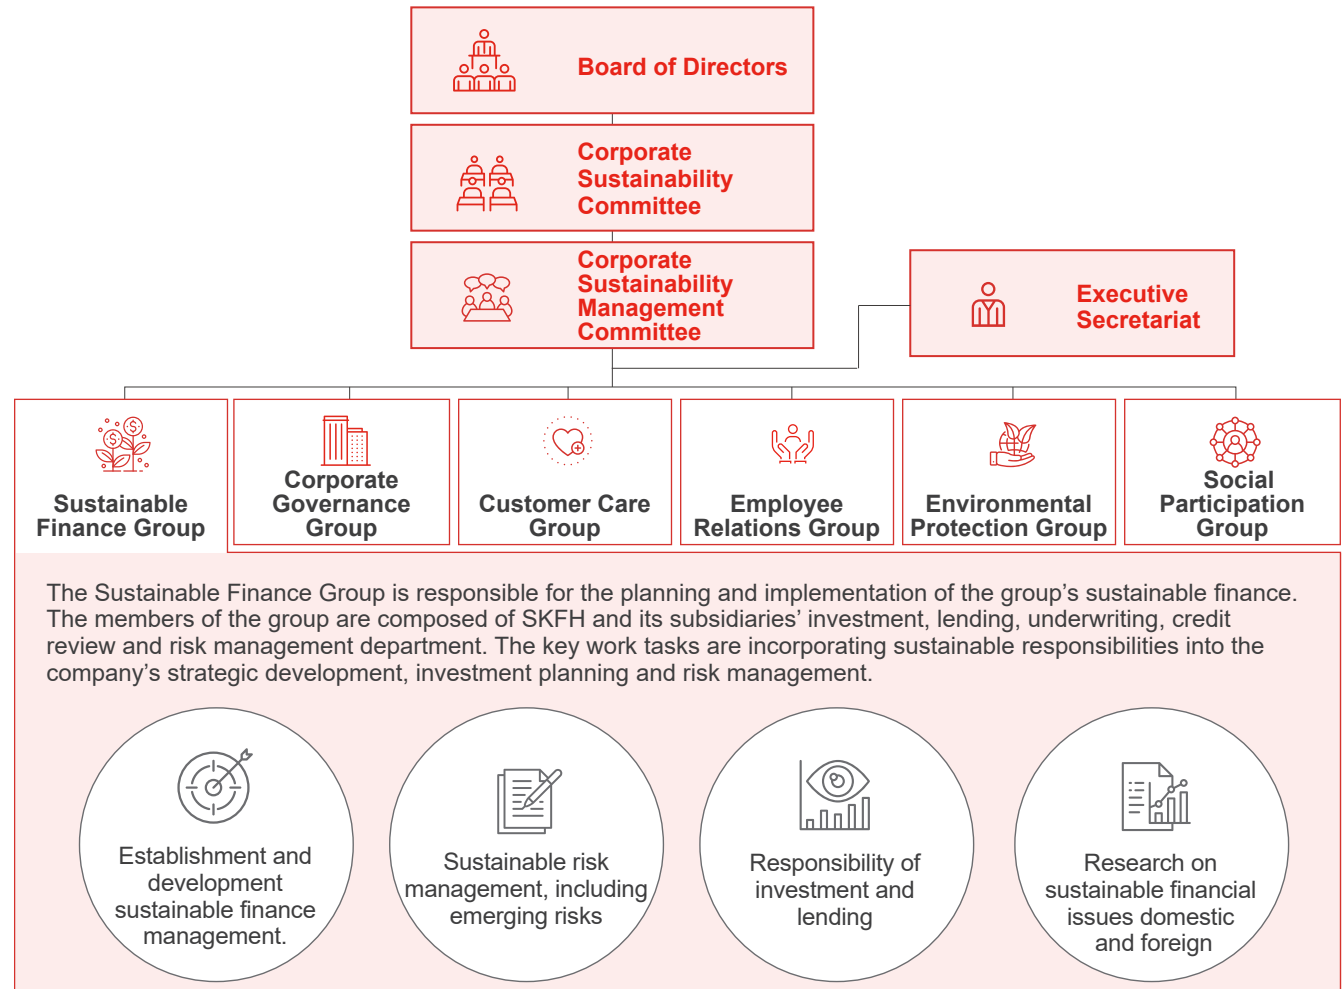 Board of Directors
Corporate
Sustainability
Committee
Corporate
Sustainability
Management
Committee
Executive
Secretariat
Sustainable
Finance Group
Corporate
Governance
Group
Customer Care
Group
Employee
Relations Group
Environmental
Protection Group
Social
Participation
Group
The Sustainable Finance Group is responsible for the planning and implementation of the group’s sustainable finance.
The members of the group are composed of SKFH and its subsidiaries’ investment, lending, underwriting, credit
review and risk management department. The key work tasks are incorporating sustainable responsibilities into the
company’s strategic development, investment planning and risk management.
Establishment and
development
sustainable finance
management.
Sustainable risk
management, including
emerging risks
Responsibility of
investment and
lending
Research on
sustainable financial
issues domestic
and foreign